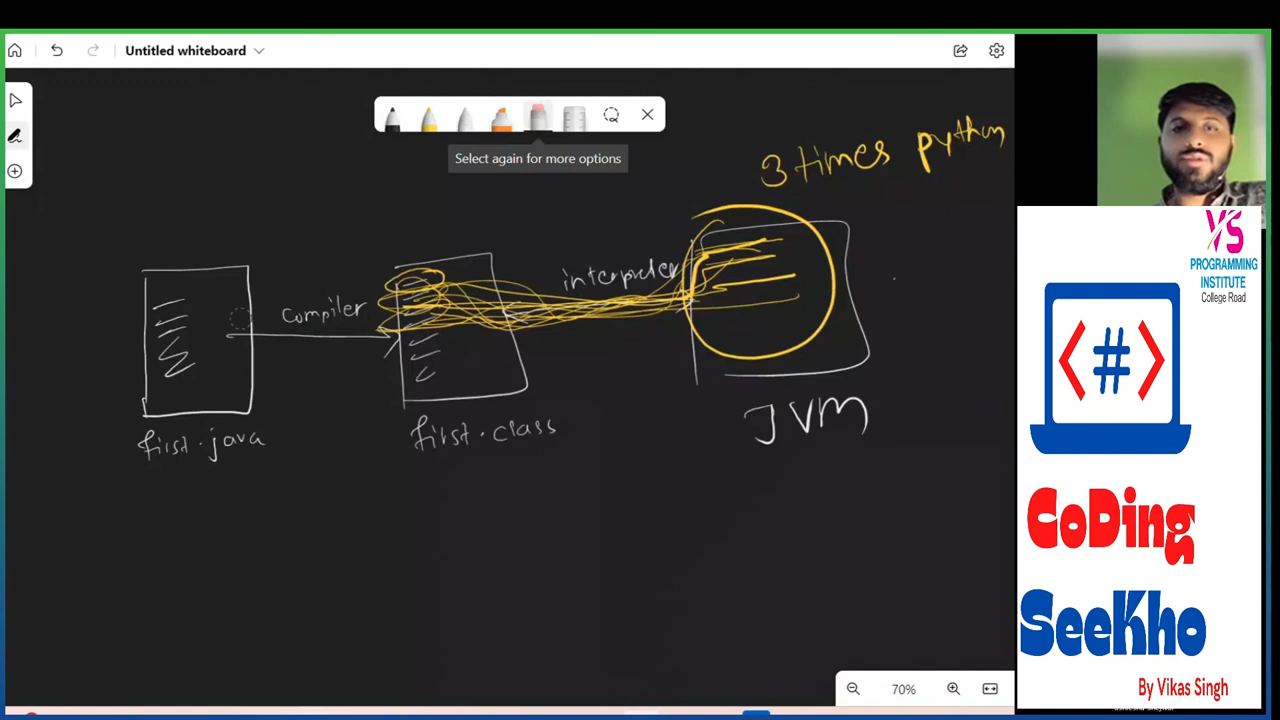 Untitled whiteboard
Select again for more options
3 times python
interpreter
compiler
first.java
first.class
JVM
70%
YS
PROGRAMMING
INSTITUTE
College Road
<#>
CoDing
SeeKho
By Vikas Singh